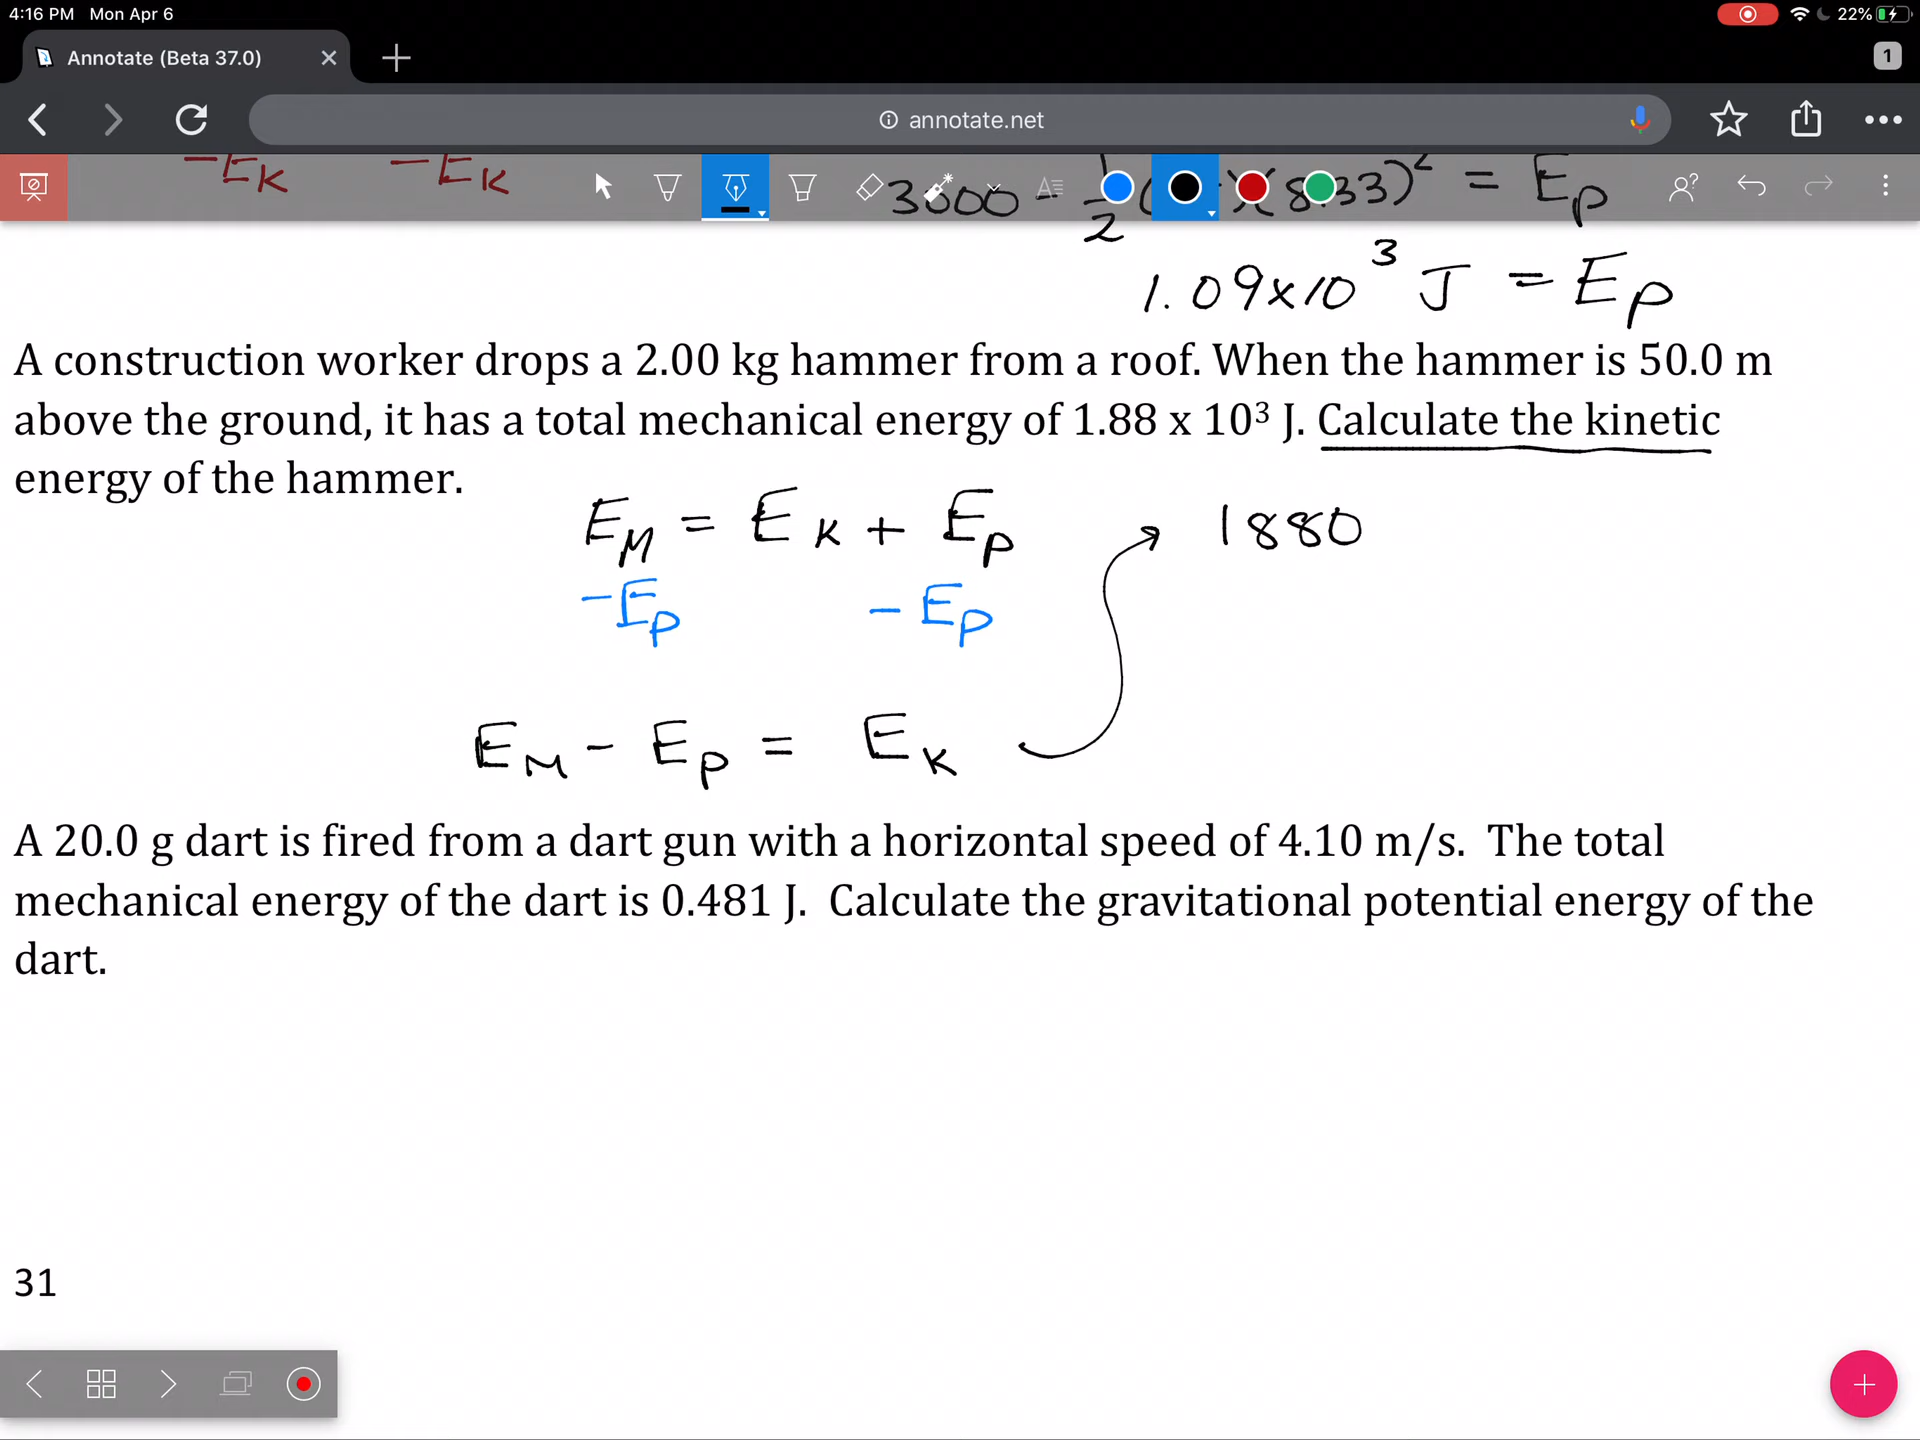 4:16 PM Mon Apr 6
22%
Annotate (Beta 37.0)
1
annotate.net
-EK -EK
3000 - 1/2( )(8.33)² = Ep
1.09x10³ J = Ep
A construction worker drops a 2.00 kg hammer from a roof. When the hammer is 50.0 m
above the ground, it has a total mechanical energy of 1.88 x 10³ J. Calculate the kinetic
energy of the hammer.
EM = EK + Ep
1880
-Ep -Ep
EM - Ep = EK
A 20.0 g dart is fired from a dart gun with a horizontal speed of 4.10 m/s. The total
mechanical energy of the dart is 0.481 J. Calculate the gravitational potential energy of the
dart.
31